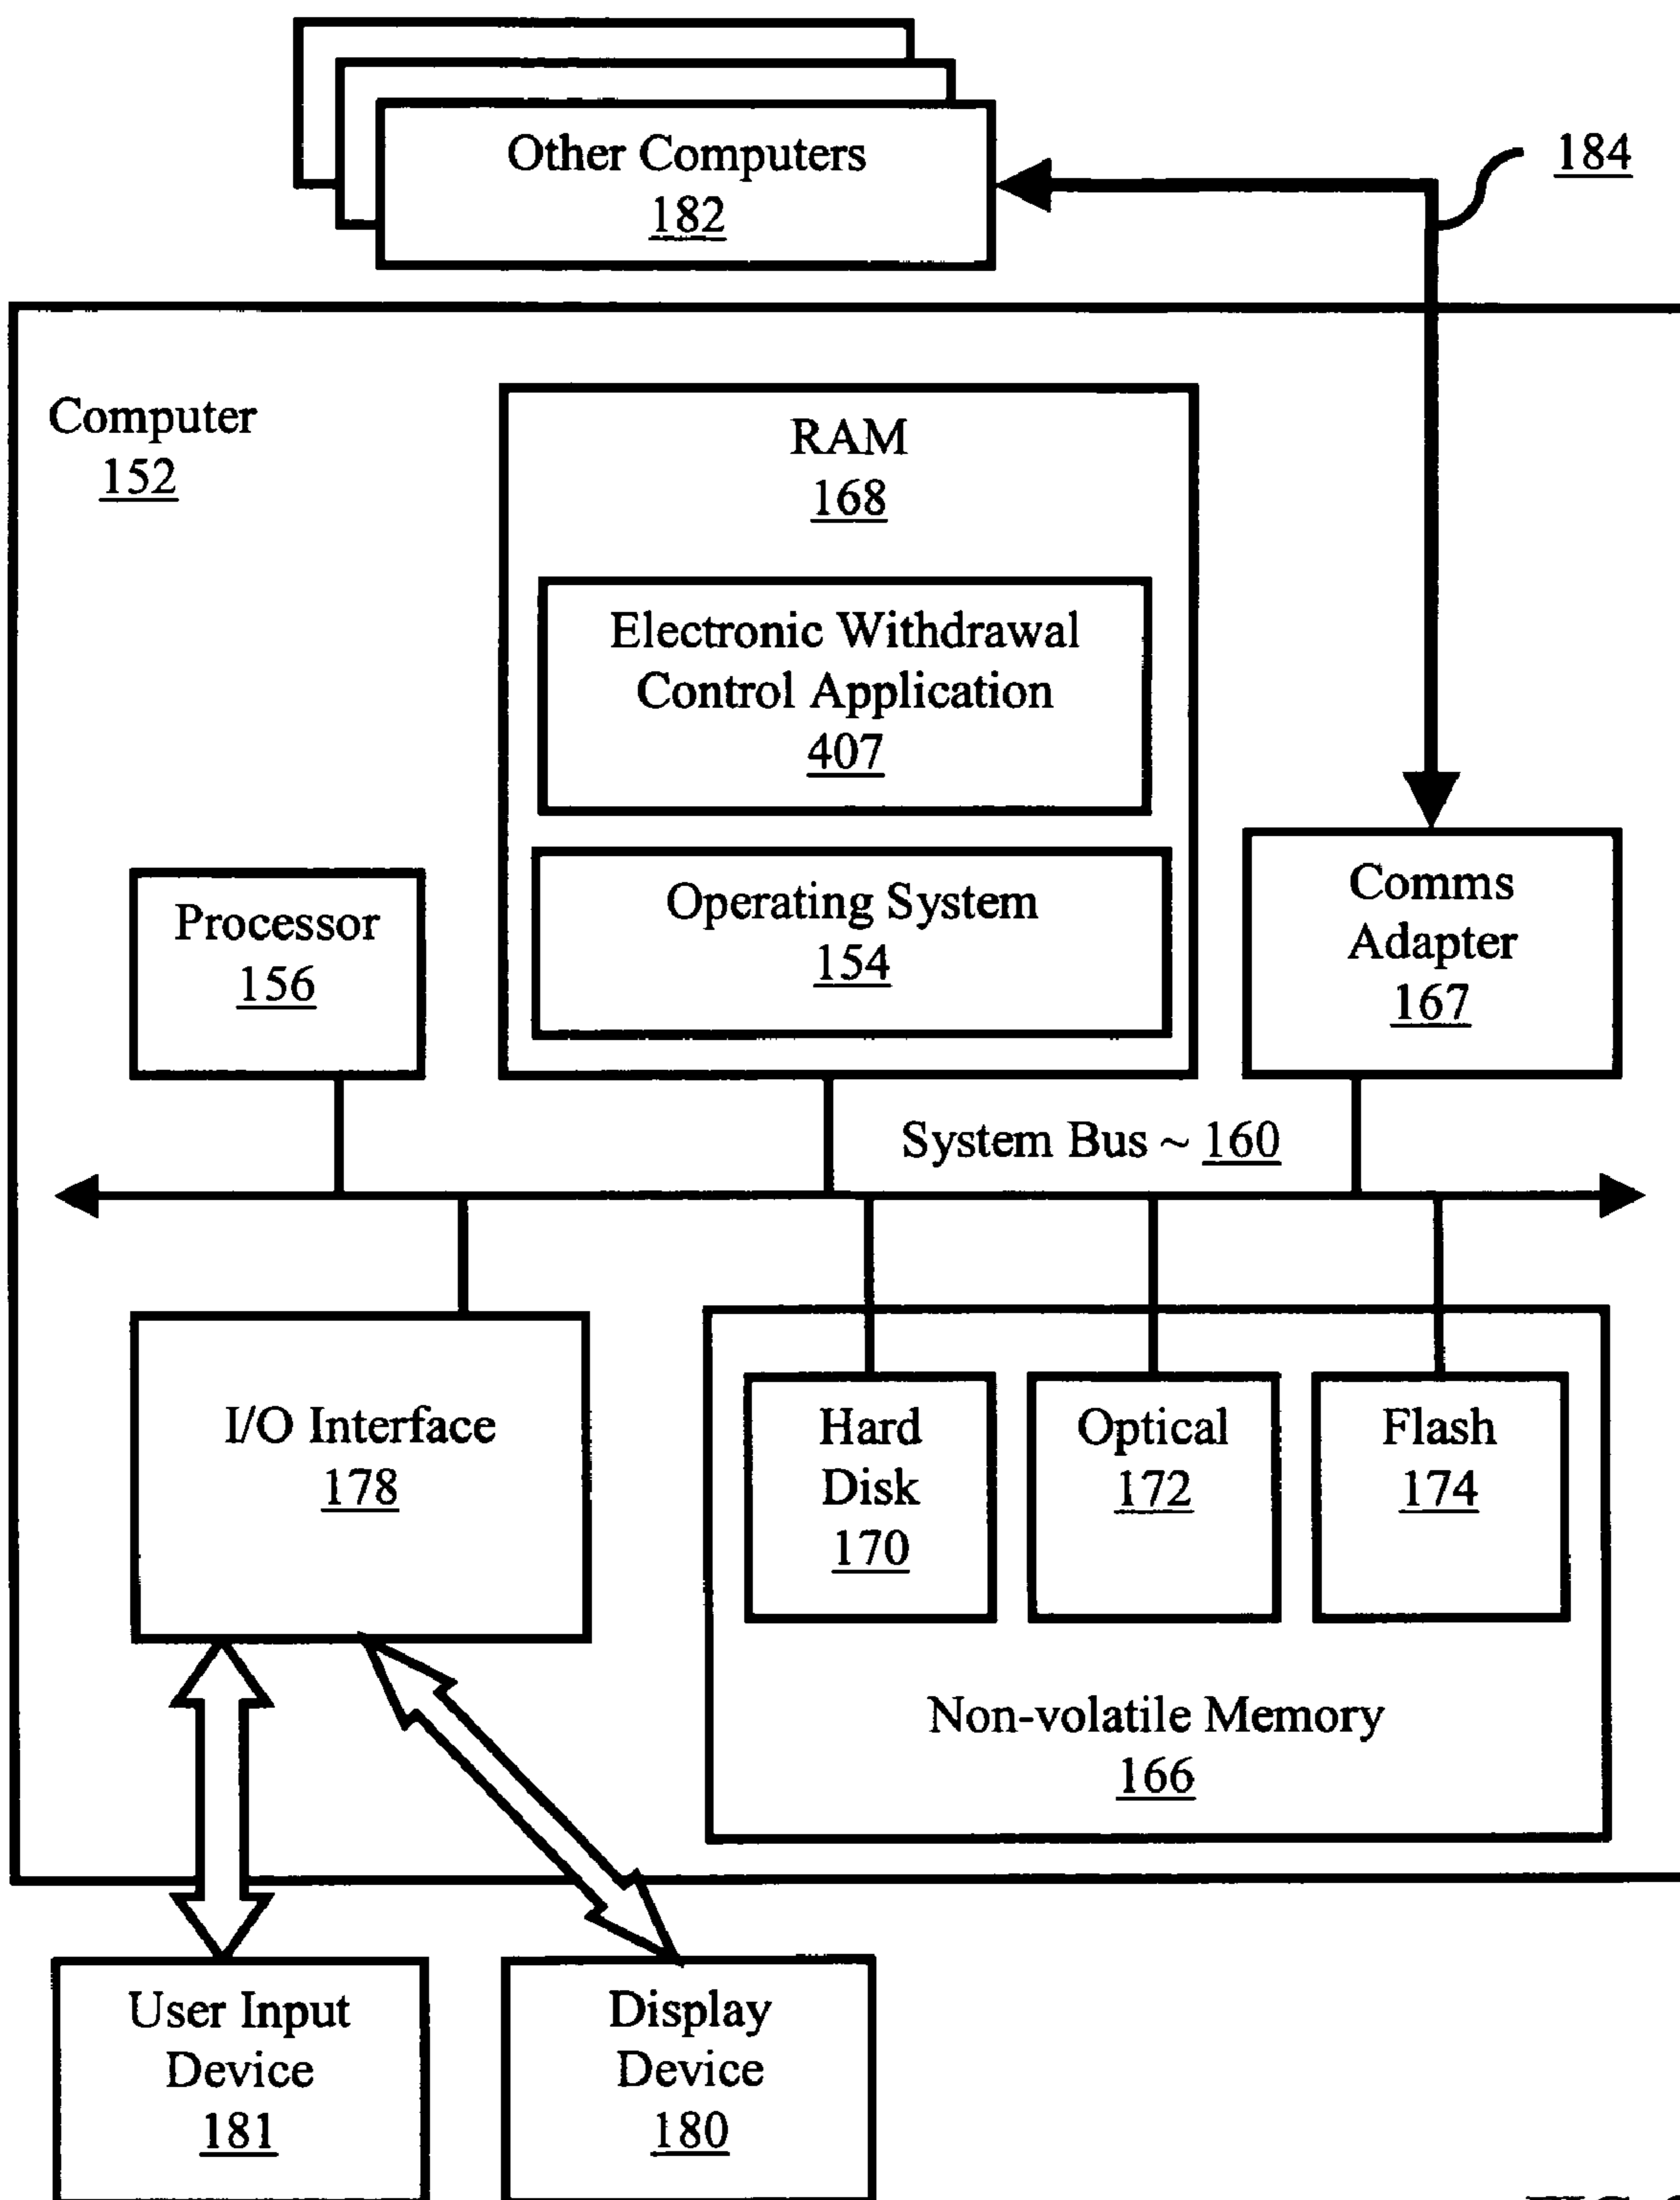 Other Computers
182
184
Computer
152
RAM
168
Electronic Withdrawal
Control Application
407
Operating System
154
Processor
156
Comms
Adapter
167
System Bus ~ 160
I/O Interface
178
Hard
Disk
170
Optical
172
Flash
174
Non-volatile Memory
166
User Input
Device
181
Display
Device
180